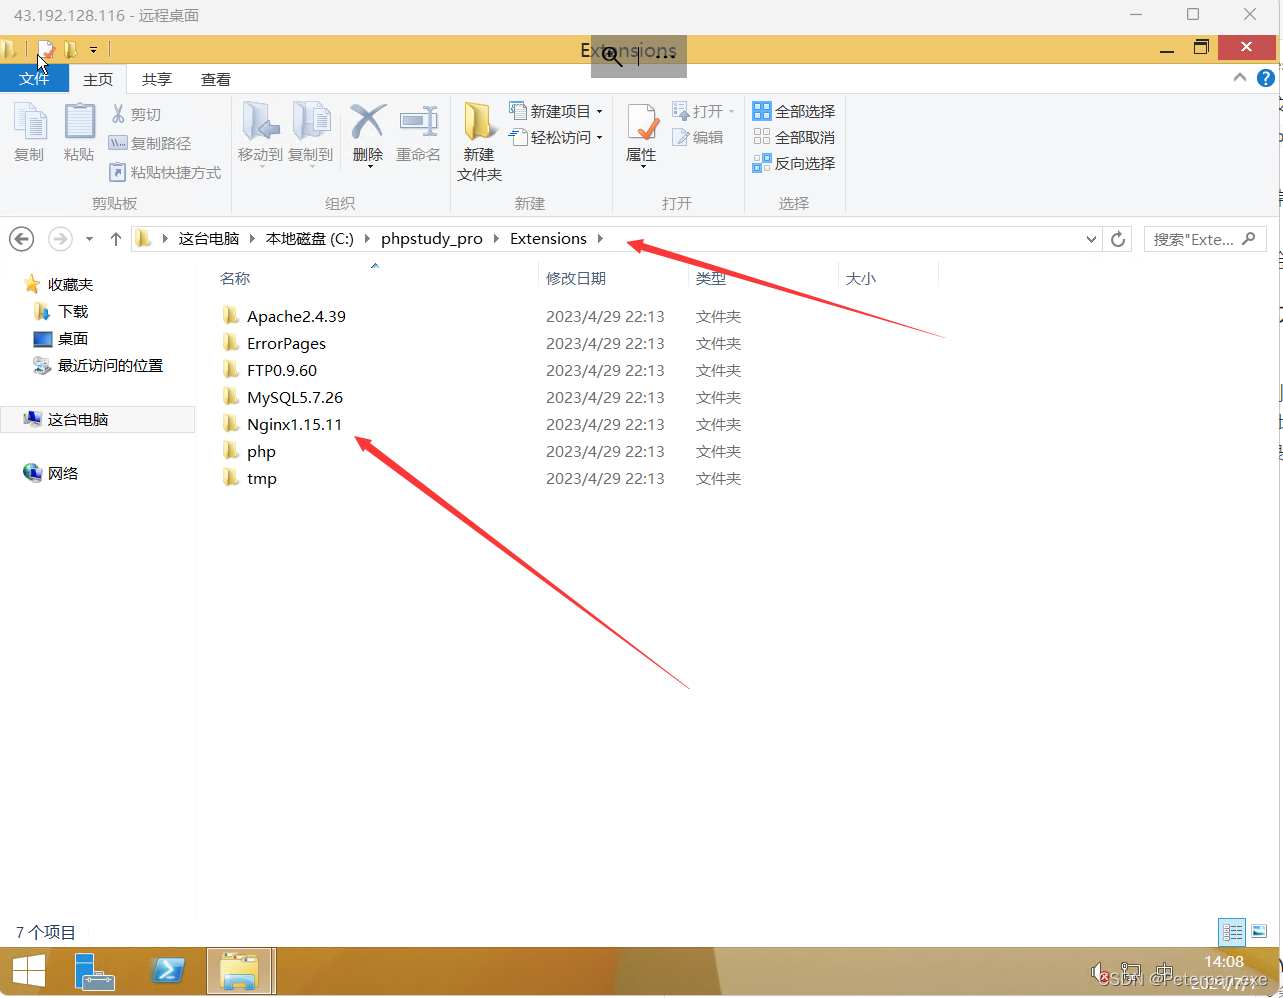 43.192.128.116 - 远程桌面
Extensions
文件 主页 共享 查看
复制 粘贴 剪切 复制路径 粘贴快捷方式
移动到 复制到 删除 重命名
新建文件夹 新建项目 轻松访问
属性 打开 编辑
全部选择 全部取消 反向选择
剪贴板 组织 新建 打开 选择
这台电脑 本地磁盘 (C:) phpstudy_pro Extensions 搜索"Exte...
收藏夹
下载
桌面
最近访问的位置
这台电脑
网络
名称 修改日期 类型 大小
Apache2.4.39 2023/4/29 22:13 文件夹
ErrorPages 2023/4/29 22:13 文件夹
FTP0.9.60 2023/4/29 22:13 文件夹
MySQL5.7.26 2023/4/29 22:13 文件夹
Nginx1.15.11 2023/4/29 22:13 文件夹
php 2023/4/29 22:13 文件夹
tmp 2023/4/29 22:13 文件夹
7 个项目
中 14:08
CSDN @Peterpan.exe